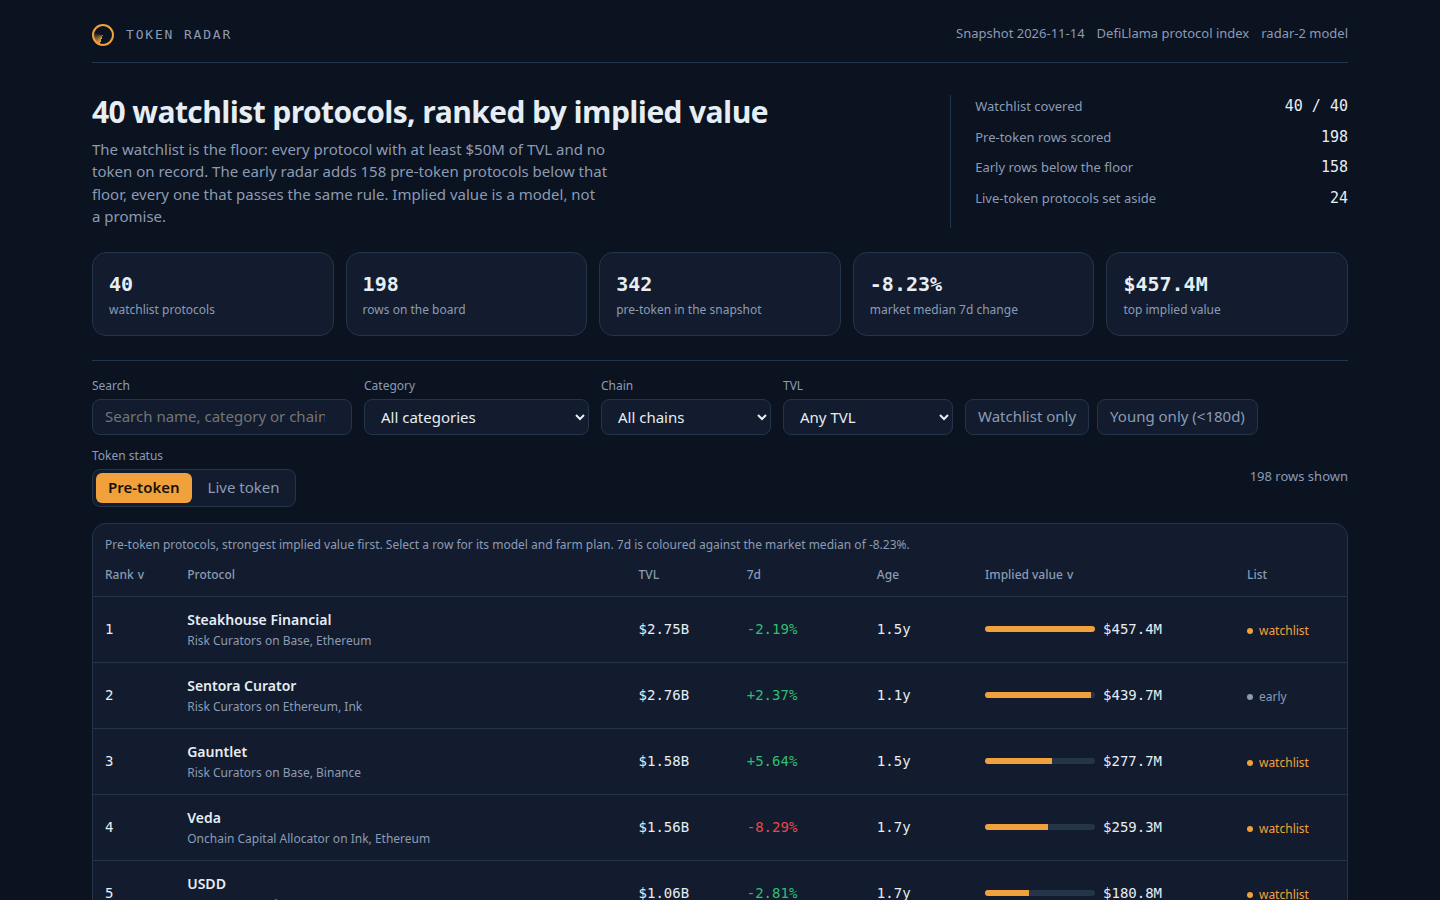 TOKEN RADAR
Snapshot 2026-11-14 DefiLlama protocol index radar-2 model
40 watchlist protocols, ranked by implied value
The watchlist is the floor: every protocol with at least $50M of TVL and no
token on record. The early radar adds 158 pre-token protocols below that
floor, every one that passes the same rule. Implied value is a model, not
a promise.
Watchlist covered 40 / 40
Pre-token rows scored 198
Early rows below the floor 158
Live-token protocols set aside 24
40
watchlist protocols
198
rows on the board
342
pre-token in the snapshot
-8.23%
market median 7d change
$457.4M
top implied value
Search Category Chain TVL
Search name, category or chain All categories All chains Any TVL Watchlist only Young only (<180d)
Token status
Pre-token Live token
198 rows shown
Pre-token protocols, strongest implied value first. Select a row for its model and farm plan. 7d is coloured against the market median of -8.23%.
Rank v Protocol TVL 7d Age Implied value v List
1 Steakhouse Financial $2.75B -2.19% 1.5y $457.4M watchlist
Risk Curators on Base, Ethereum
2 Sentora Curator $2.76B +2.37% 1.1y $439.7M early
Risk Curators on Ethereum, Ink
3 Gauntlet $1.58B +5.64% 1.5y $277.7M watchlist
Risk Curators on Base, Binance
4 Veda $1.56B -8.29% 1.7y $259.3M watchlist
Onchain Capital Allocator on Ink, Ethereum
5 USDD $1.06B -2.81% 1.7y $180.8M watchlist